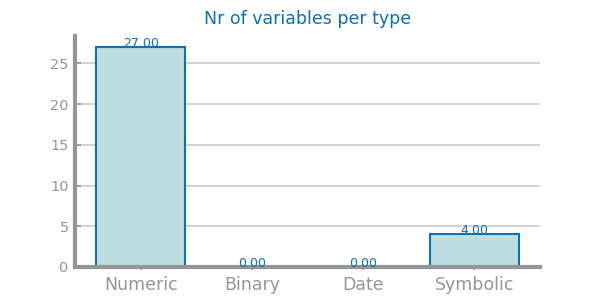 Nr of variables per type
27.00
25
20
15
10
5
0
0.00
0.00
4.00
Numeric
Binary
Date
Symbolic